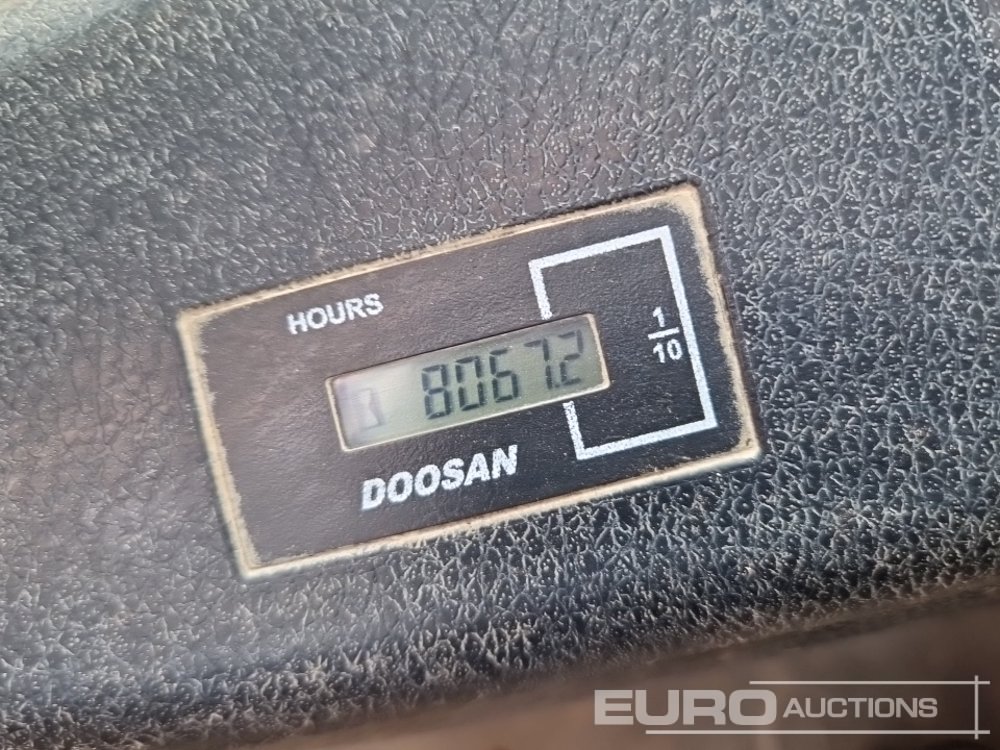 HOURS
8067.2
1/10
DOOSAN
EURO AUCTIONS